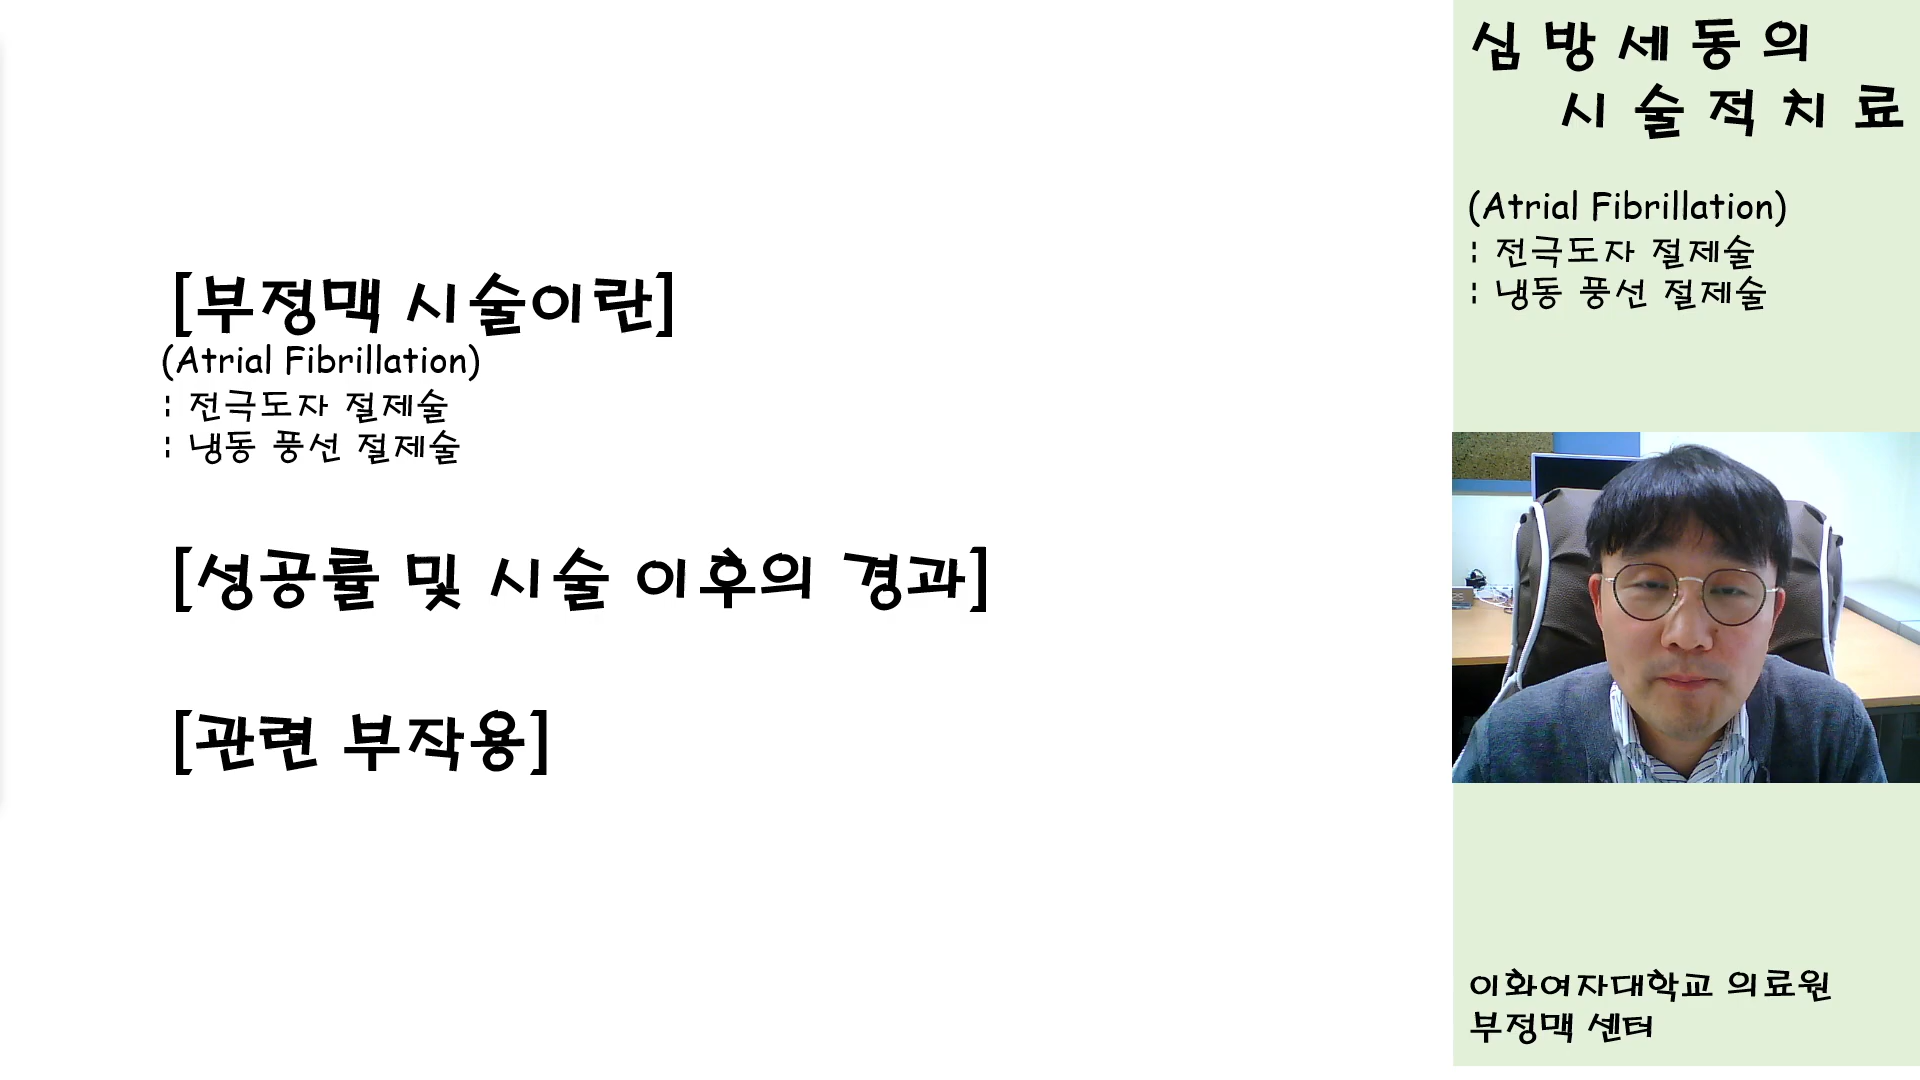 [부정맥 시술이란]
(Atrial Fibrillation)
: 전극도자 절제술
: 냉동 풍선 절제술
[성공률 및 시술 이후의 경과]
[관련 부작용]
심방세동의
시술적치료
(Atrial Fibrillation)
: 전극도자 절제술
: 냉동 풍선 절제술
이화여자대학교 의료원
부정맥 센터